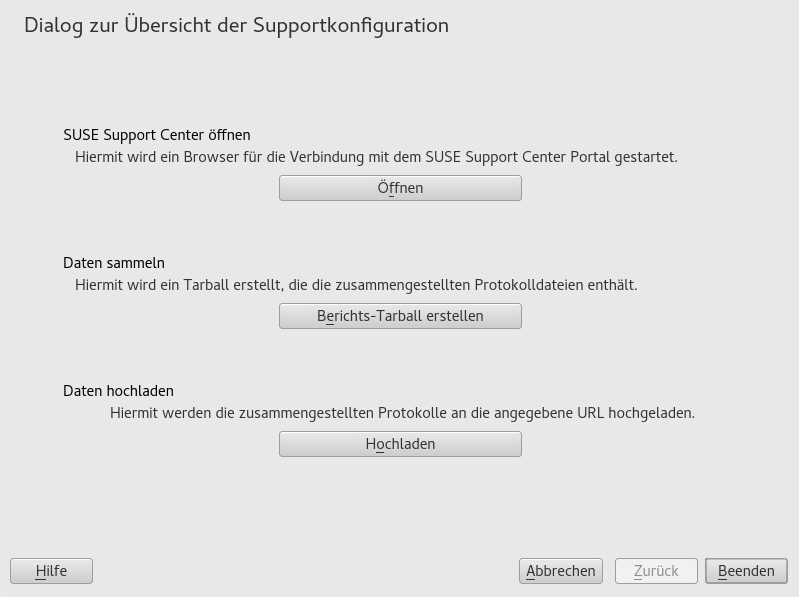 Dialog zur Übersicht der Supportkonfiguration
SUSE Support Center öffnen
Hiermit wird ein Browser für die Verbindung mit dem SUSE Support Center Portal gestartet.
Öffnen
Daten sammeln
Hiermit wird ein Tarball erstellt, die die zusammengestellten Protokolldateien enthält.
Berichts-Tarball erstellen
Daten hochladen
Hiermit werden die zusammengestellten Protokolle an die angegebene URL hochgeladen.
Hochladen
Hilfe Abbrechen Zurück Beenden